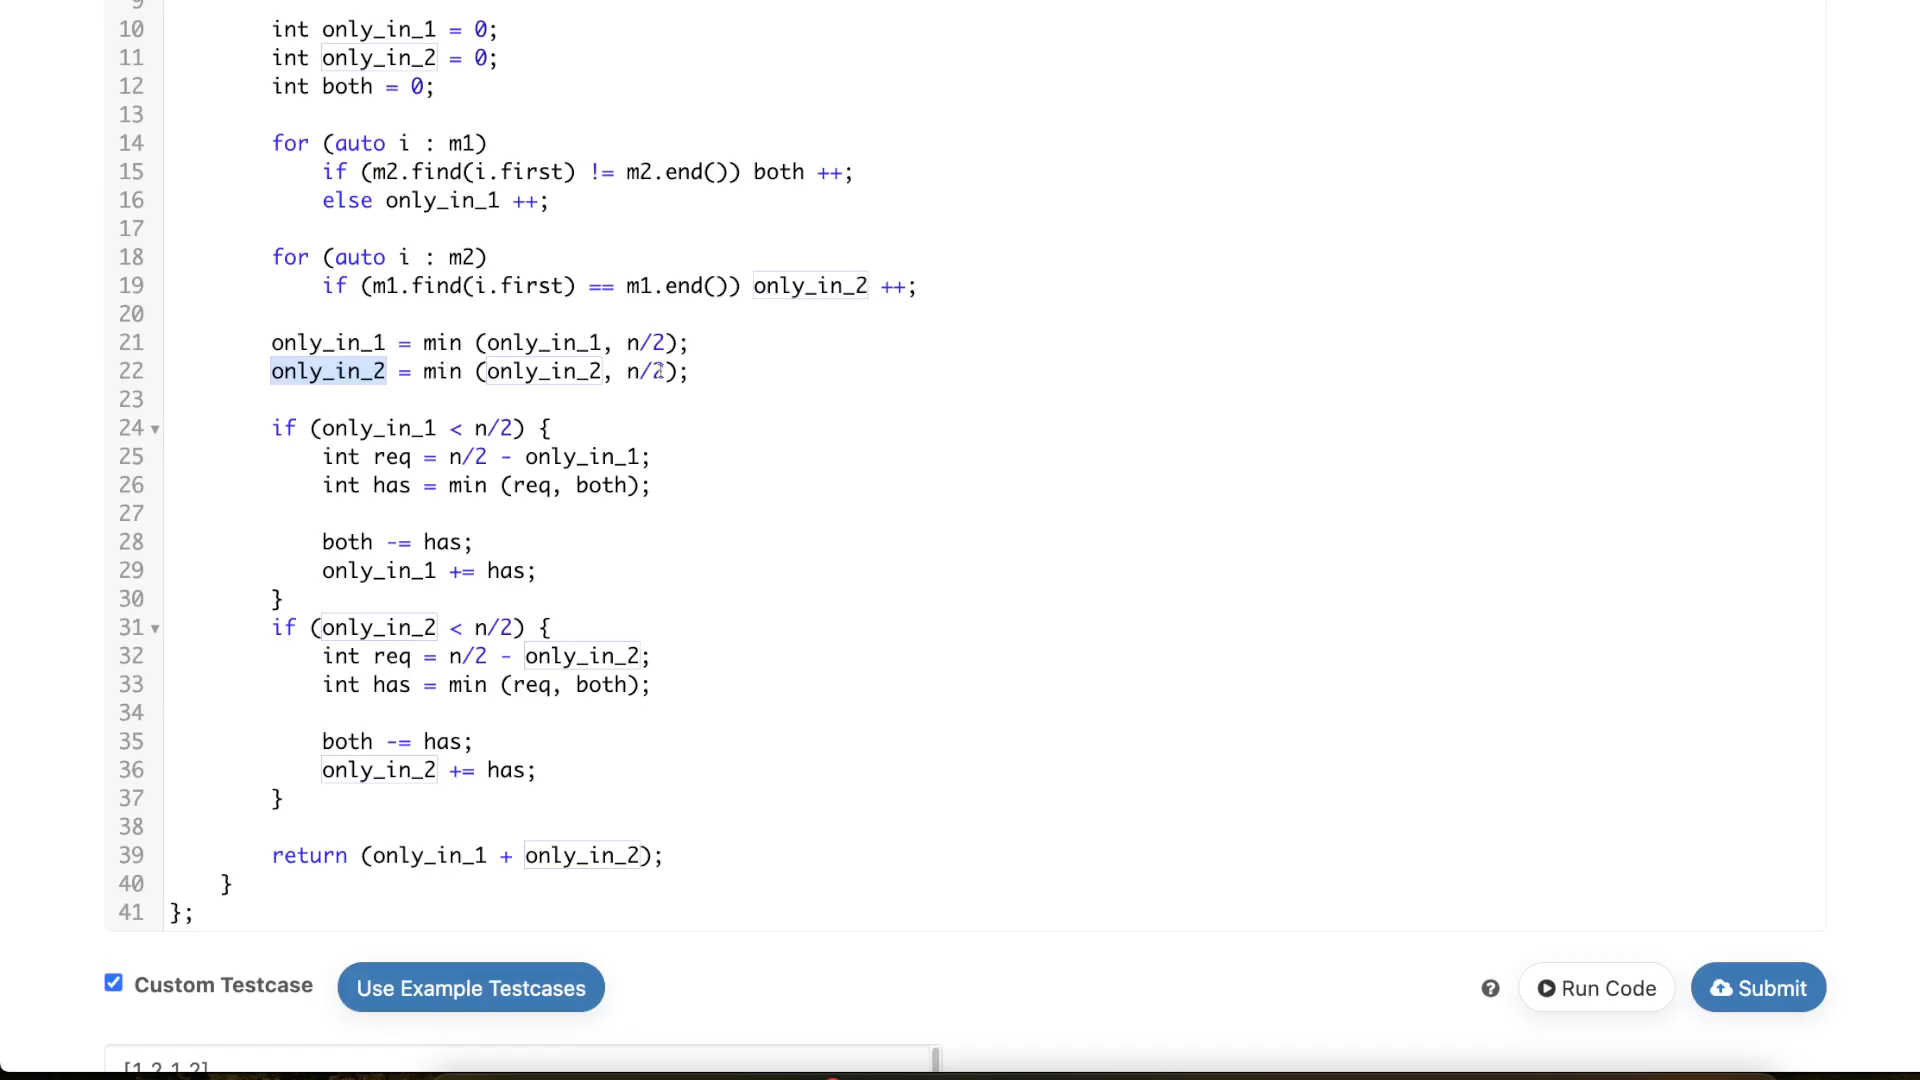 9
10 int only_in_1 = 0;
11 int only_in_2 = 0;
12 int both = 0;
13
14 for (auto i : m1)
15 if (m2.find(i.first) != m2.end()) both ++;
16 else only_in_1 ++;
17
18 for (auto i : m2)
19 if (m1.find(i.first) == m1.end()) only_in_2 ++;
20
21 only_in_1 = min (only_in_1, n/2);
22 only_in_2 = min (only_in_2, n/2);
23
24 if (only_in_1 < n/2) {
25 int req = n/2 - only_in_1;
26 int has = min (req, both);
27
28 both -= has;
29 only_in_1 += has;
30 }
31 if (only_in_2 < n/2) {
32 int req = n/2 - only_in_2;
33 int has = min (req, both);
34
35 both -= has;
36 only_in_2 += has;
37 }
38
39 return (only_in_1 + only_in_2);
40 }
41 };
Custom Testcase Use Example Testcases ? Run Code Submit
[1,2,1,2]